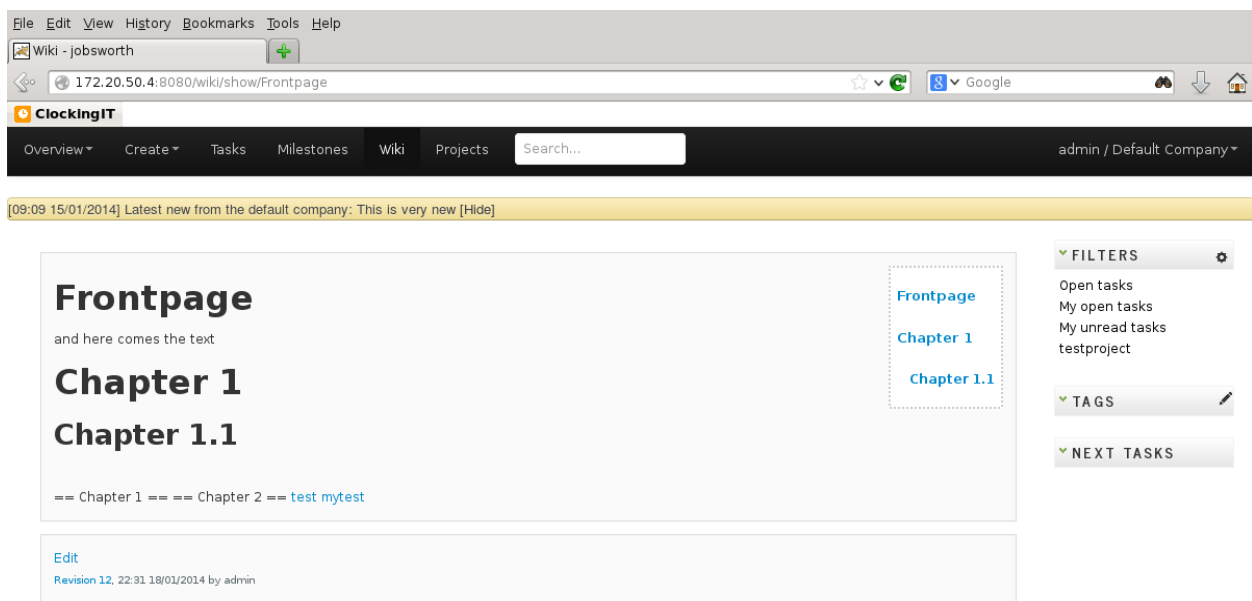 File Edit View History Bookmarks Tools Help
Wiki - jobsworth
172.20.50.4:8080/wiki/show/Frontpage
8 Google
ClockingIT
Overview Create Tasks Milestones Wiki Projects Search... admin / Default Company
[09:09 15/01/2014] Latest new from the default company: This is very new [Hide]
Frontpage
and here comes the text
Chapter 1
Chapter 1.1
== Chapter 1 == == Chapter 2 == test mytest
Frontpage
Chapter 1
Chapter 1.1
Edit
Revision 12, 22:31 18/01/2014 by admin
FILTERS
Open tasks
My open tasks
My unread tasks
testproject
TAGS
NEXT TASKS